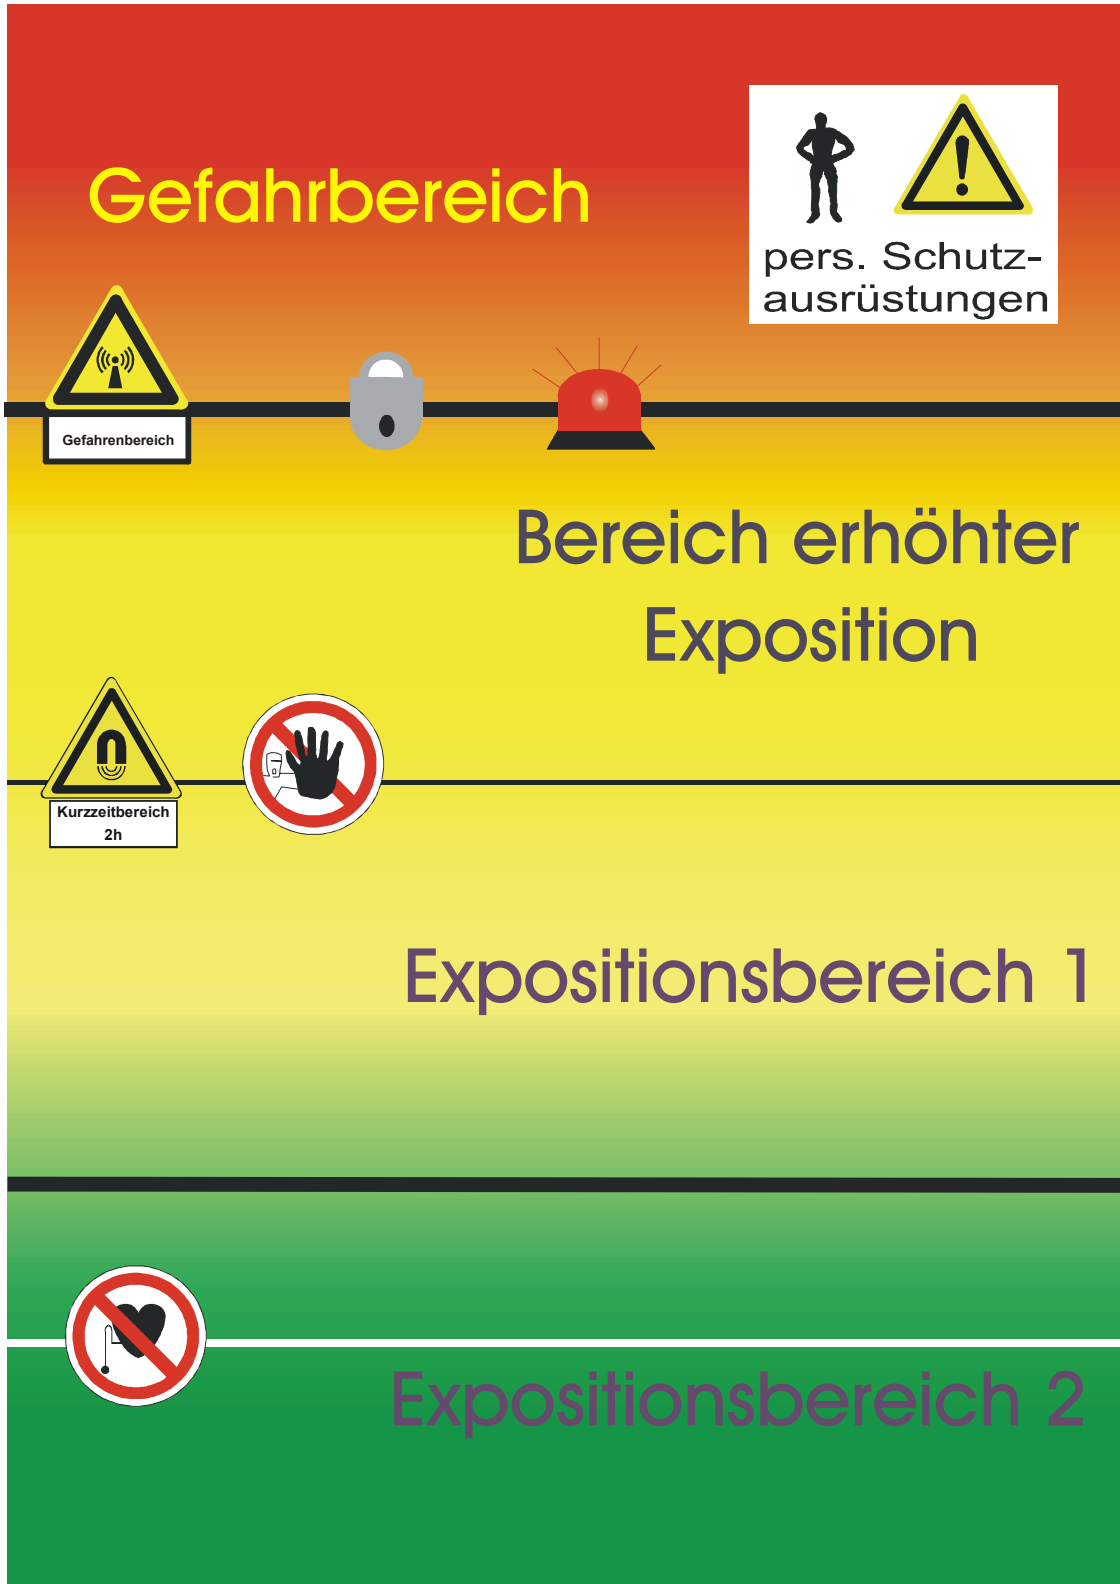 Gefahrbereich
pers. Schutz-
ausrüstungen
Gefahrenbereich
Bereich erhöhter
Exposition
Kurzzeitbereich
2h
Expositionsbereich 1
Expositionsbereich 2